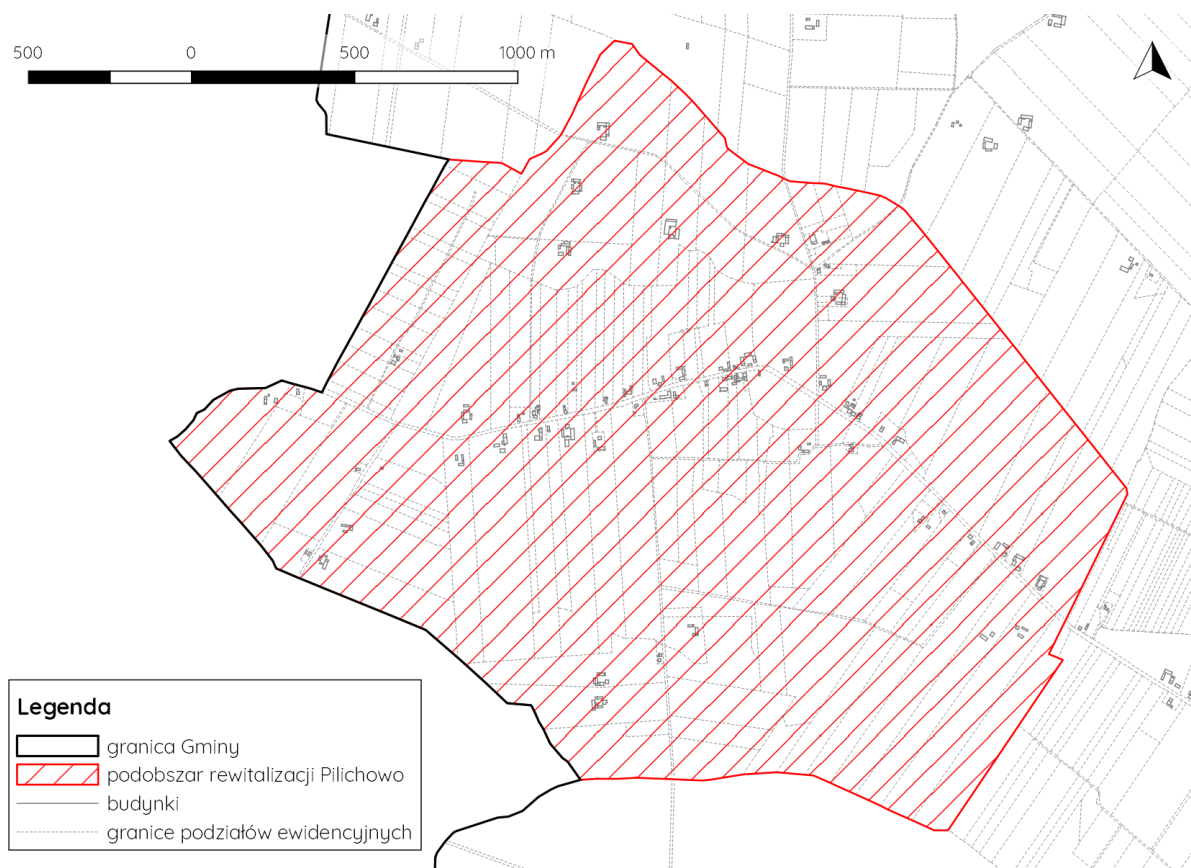 500 0 500 1000 m
Legenda
granica Gminy
podobszar rewitalizacji Pilichowo
budynki
granice podziałów ewidencyjnych